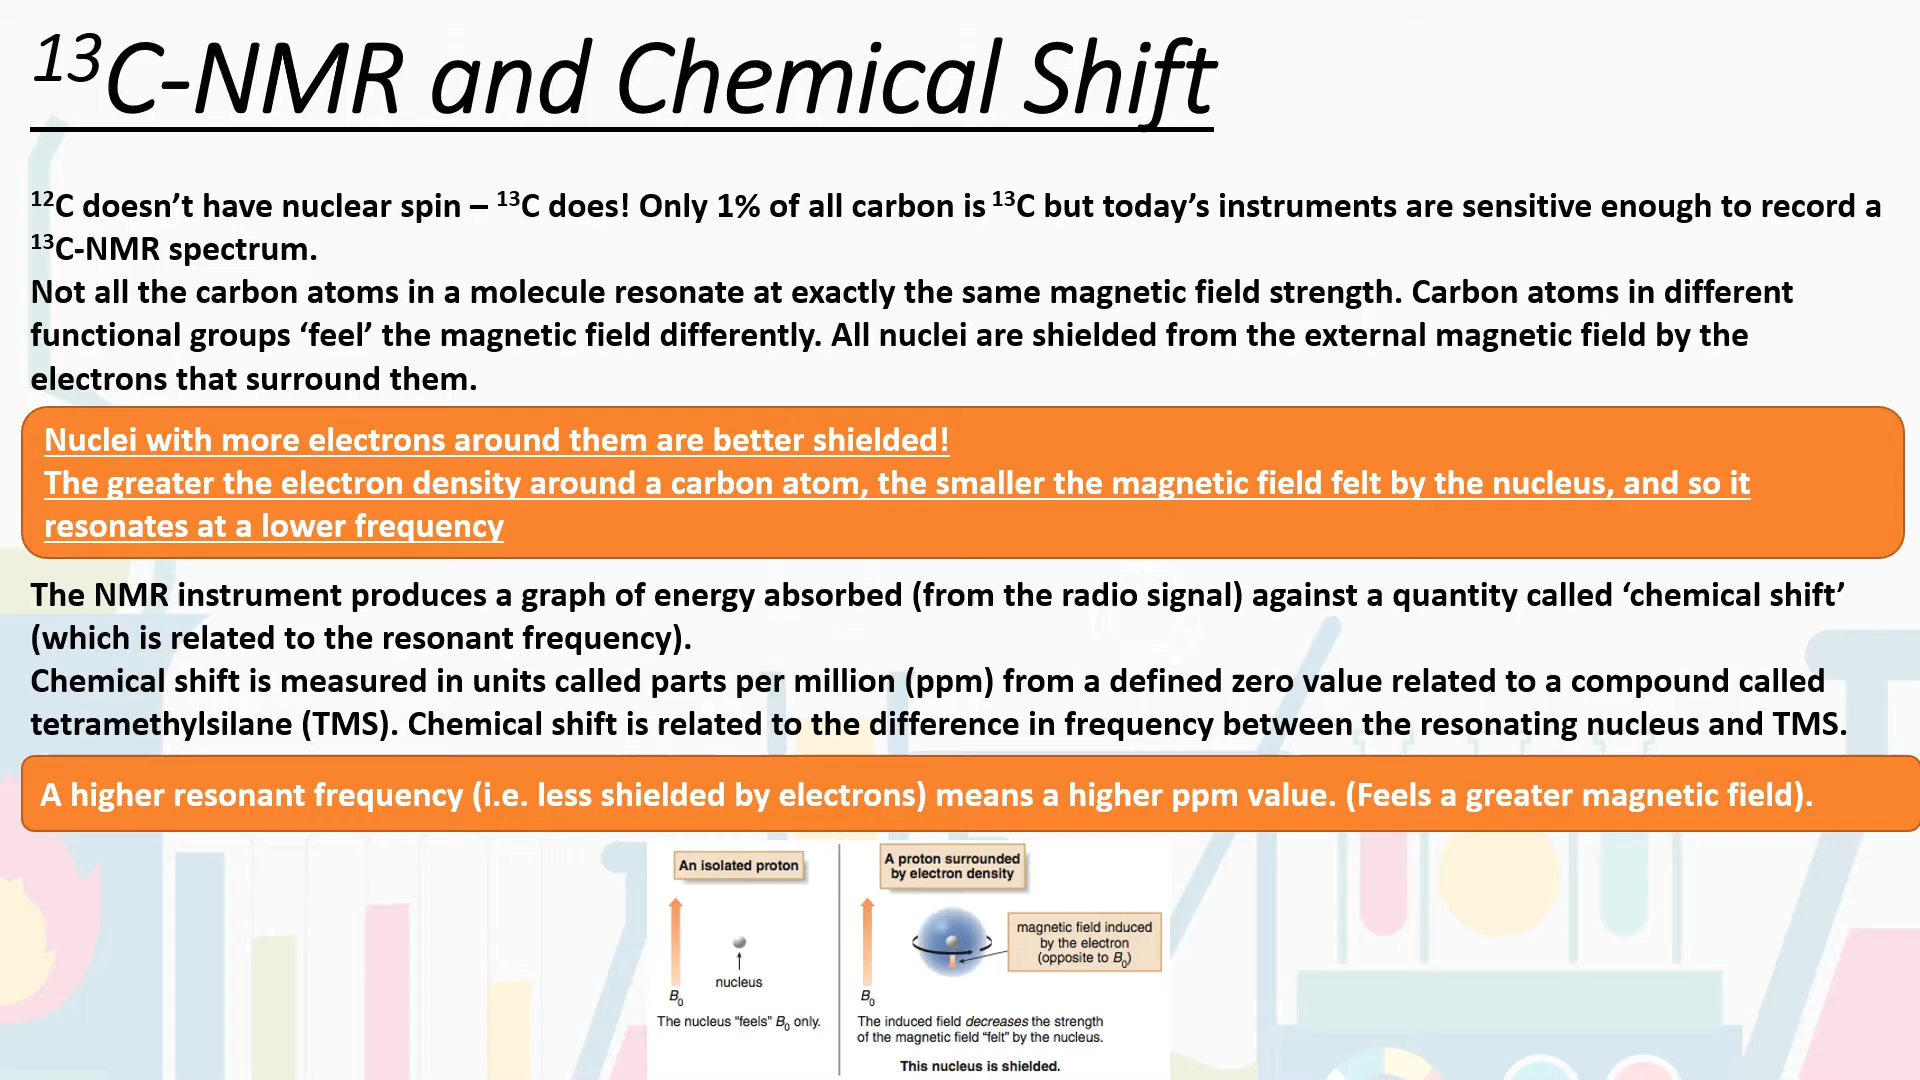 ¹³C-NMR and Chemical Shift
¹²C doesn’t have nuclear spin – ¹³C does! Only 1% of all carbon is ¹³C but today’s instruments are sensitive enough to record a
¹³C-NMR spectrum.
Not all the carbon atoms in a molecule resonate at exactly the same magnetic field strength. Carbon atoms in different
functional groups ‘feel’ the magnetic field differently. All nuclei are shielded from the external magnetic field by the
electrons that surround them.
Nuclei with more electrons around them are better shielded!
The greater the electron density around a carbon atom, the smaller the magnetic field felt by the nucleus, and so it
resonates at a lower frequency
The NMR instrument produces a graph of energy absorbed (from the radio signal) against a quantity called ‘chemical shift’
(which is related to the resonant frequency).
Chemical shift is measured in units called parts per million (ppm) from a defined zero value related to a compound called
tetramethylsilane (TMS). Chemical shift is related to the difference in frequency between the resonating nucleus and TMS.
A higher resonant frequency (i.e. less shielded by electrons) means a higher ppm value. (Feels a greater magnetic field).
An isolated proton
nucleus
B₀
The nucleus “feels” B₀ only.
A proton surrounded
by electron density
magnetic field induced
by the electron
(opposite to B₀)
B₀
The induced field decreases the strength
of the magnetic field “felt” by the nucleus.
This nucleus is shielded.